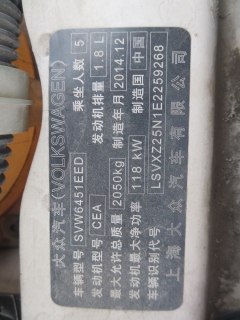 大众汽车(VOLKSWAGEN)
车辆型号 SVW6451EED 乘坐人数 5
发动机型号 CEA 发动机排量 1.8 L
最大允许总质量 2050kg 制造年月 2014.12
发动机最大净功率 118 kW 制造国 中国
车辆识别代号 LSVXZ25N1E2259268
上海大众汽车有限公司